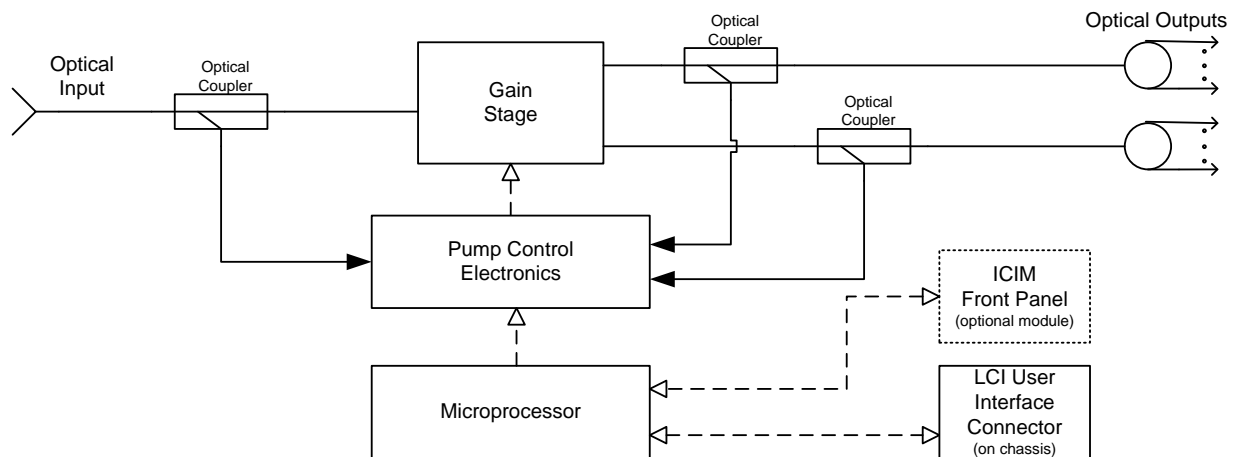 Optical
Coupler
Optical Outputs
Optical
Input
Optical
Coupler
Gain
Stage
Optical
Coupler
Pump Control
Electronics
ICIM
Front Panel
(optional module)
Microprocessor
LCI User
Interface
Connector
(on chassis)